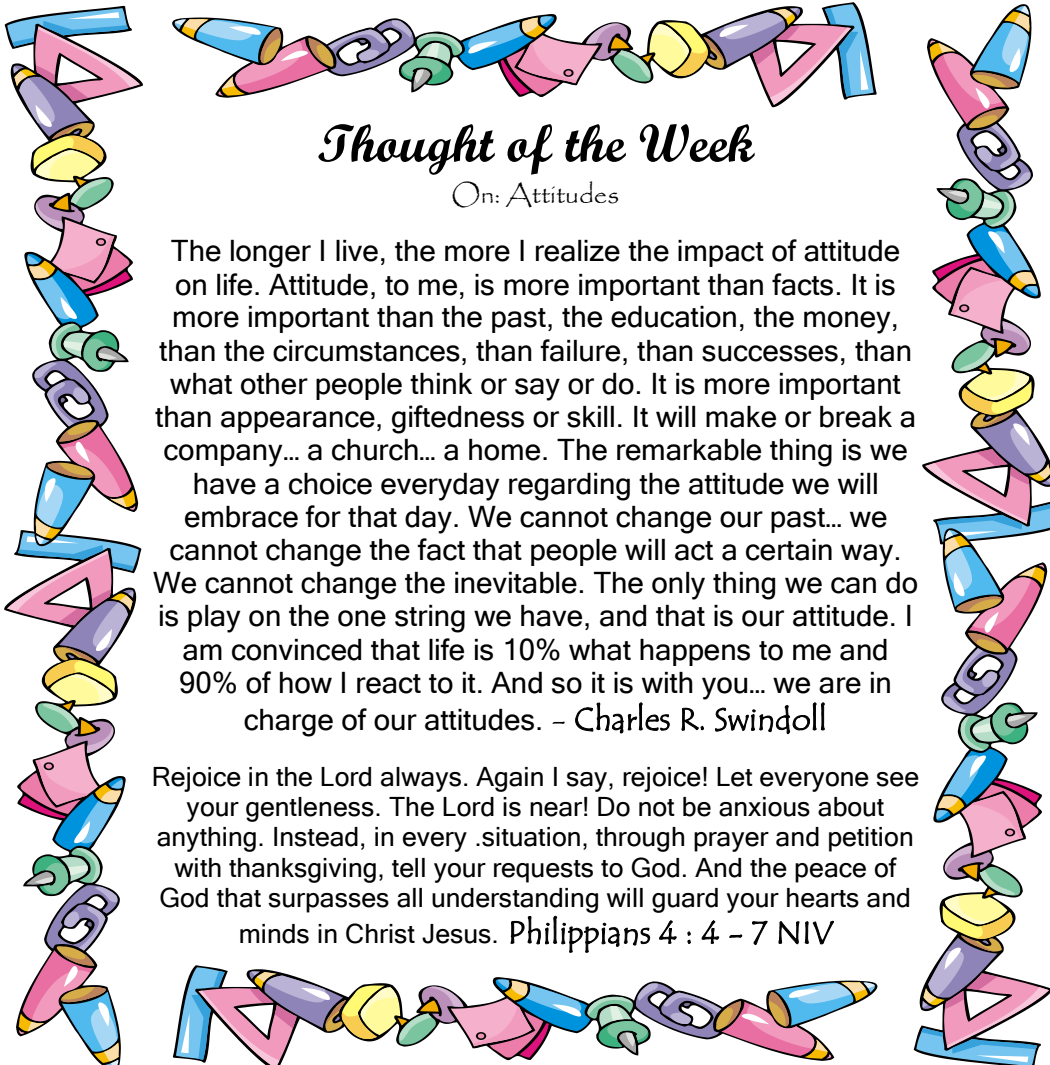 Thought of the Week
On: Attitudes
The longer I live, the more I realize the impact of attitude
on life. Attitude, to me, is more important than facts. It is
more important than the past, the education, the money,
than the circumstances, than failure, than successes, than
what other people think or say or do. It is more important
than appearance, giftedness or skill. It will make or break a
company… a church… a home. The remarkable thing is we
have a choice everyday regarding the attitude we will
embrace for that day. We cannot change our past… we
cannot change the fact that people will act a certain way.
We cannot change the inevitable. The only thing we can do
is play on the one string we have, and that is our attitude. I
am convinced that life is 10% what happens to me and
90% of how I react to it. And so it is with you… we are in
charge of our attitudes. - Charles R. Swindoll
Rejoice in the Lord always. Again I say, rejoice! Let everyone see
your gentleness. The Lord is near! Do not be anxious about
anything. Instead, in every .situation, through prayer and petition
with thanksgiving, tell your requests to God. And the peace of
God that surpasses all understanding will guard your hearts and
minds in Christ Jesus. Philippians 4 : 4 - 7 NIV